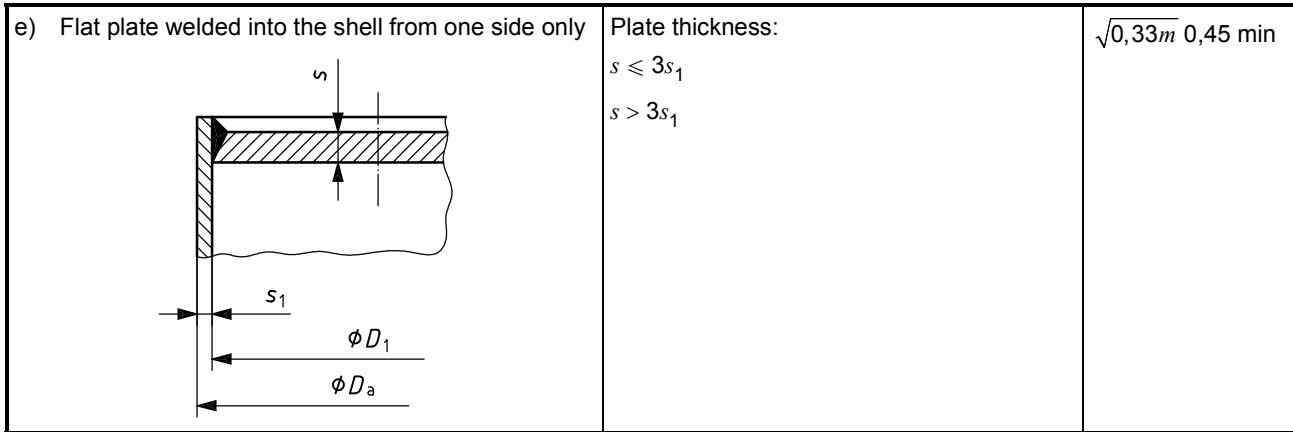 e) Flat plate welded into the shell from one side only
s
s₁
ϕD₁
ϕDₐ
Plate thickness:
s ⩽ 3s₁
s > 3s₁
√0,33m 0,45 min